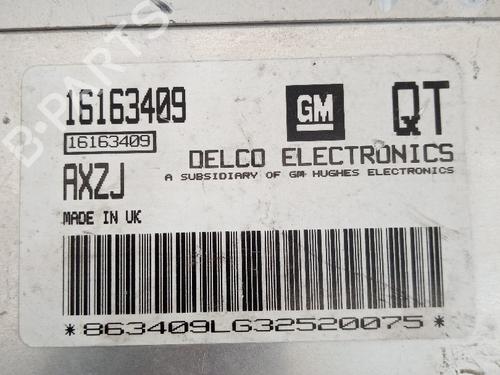 16163409
GM
QT
16163409
DELCO ELECTRONICS
A SUBSIDIARY OF GM HUGHES ELECTRONICS
AXZJ
MADE IN UK
*863409LG32520075*
B-PARTS